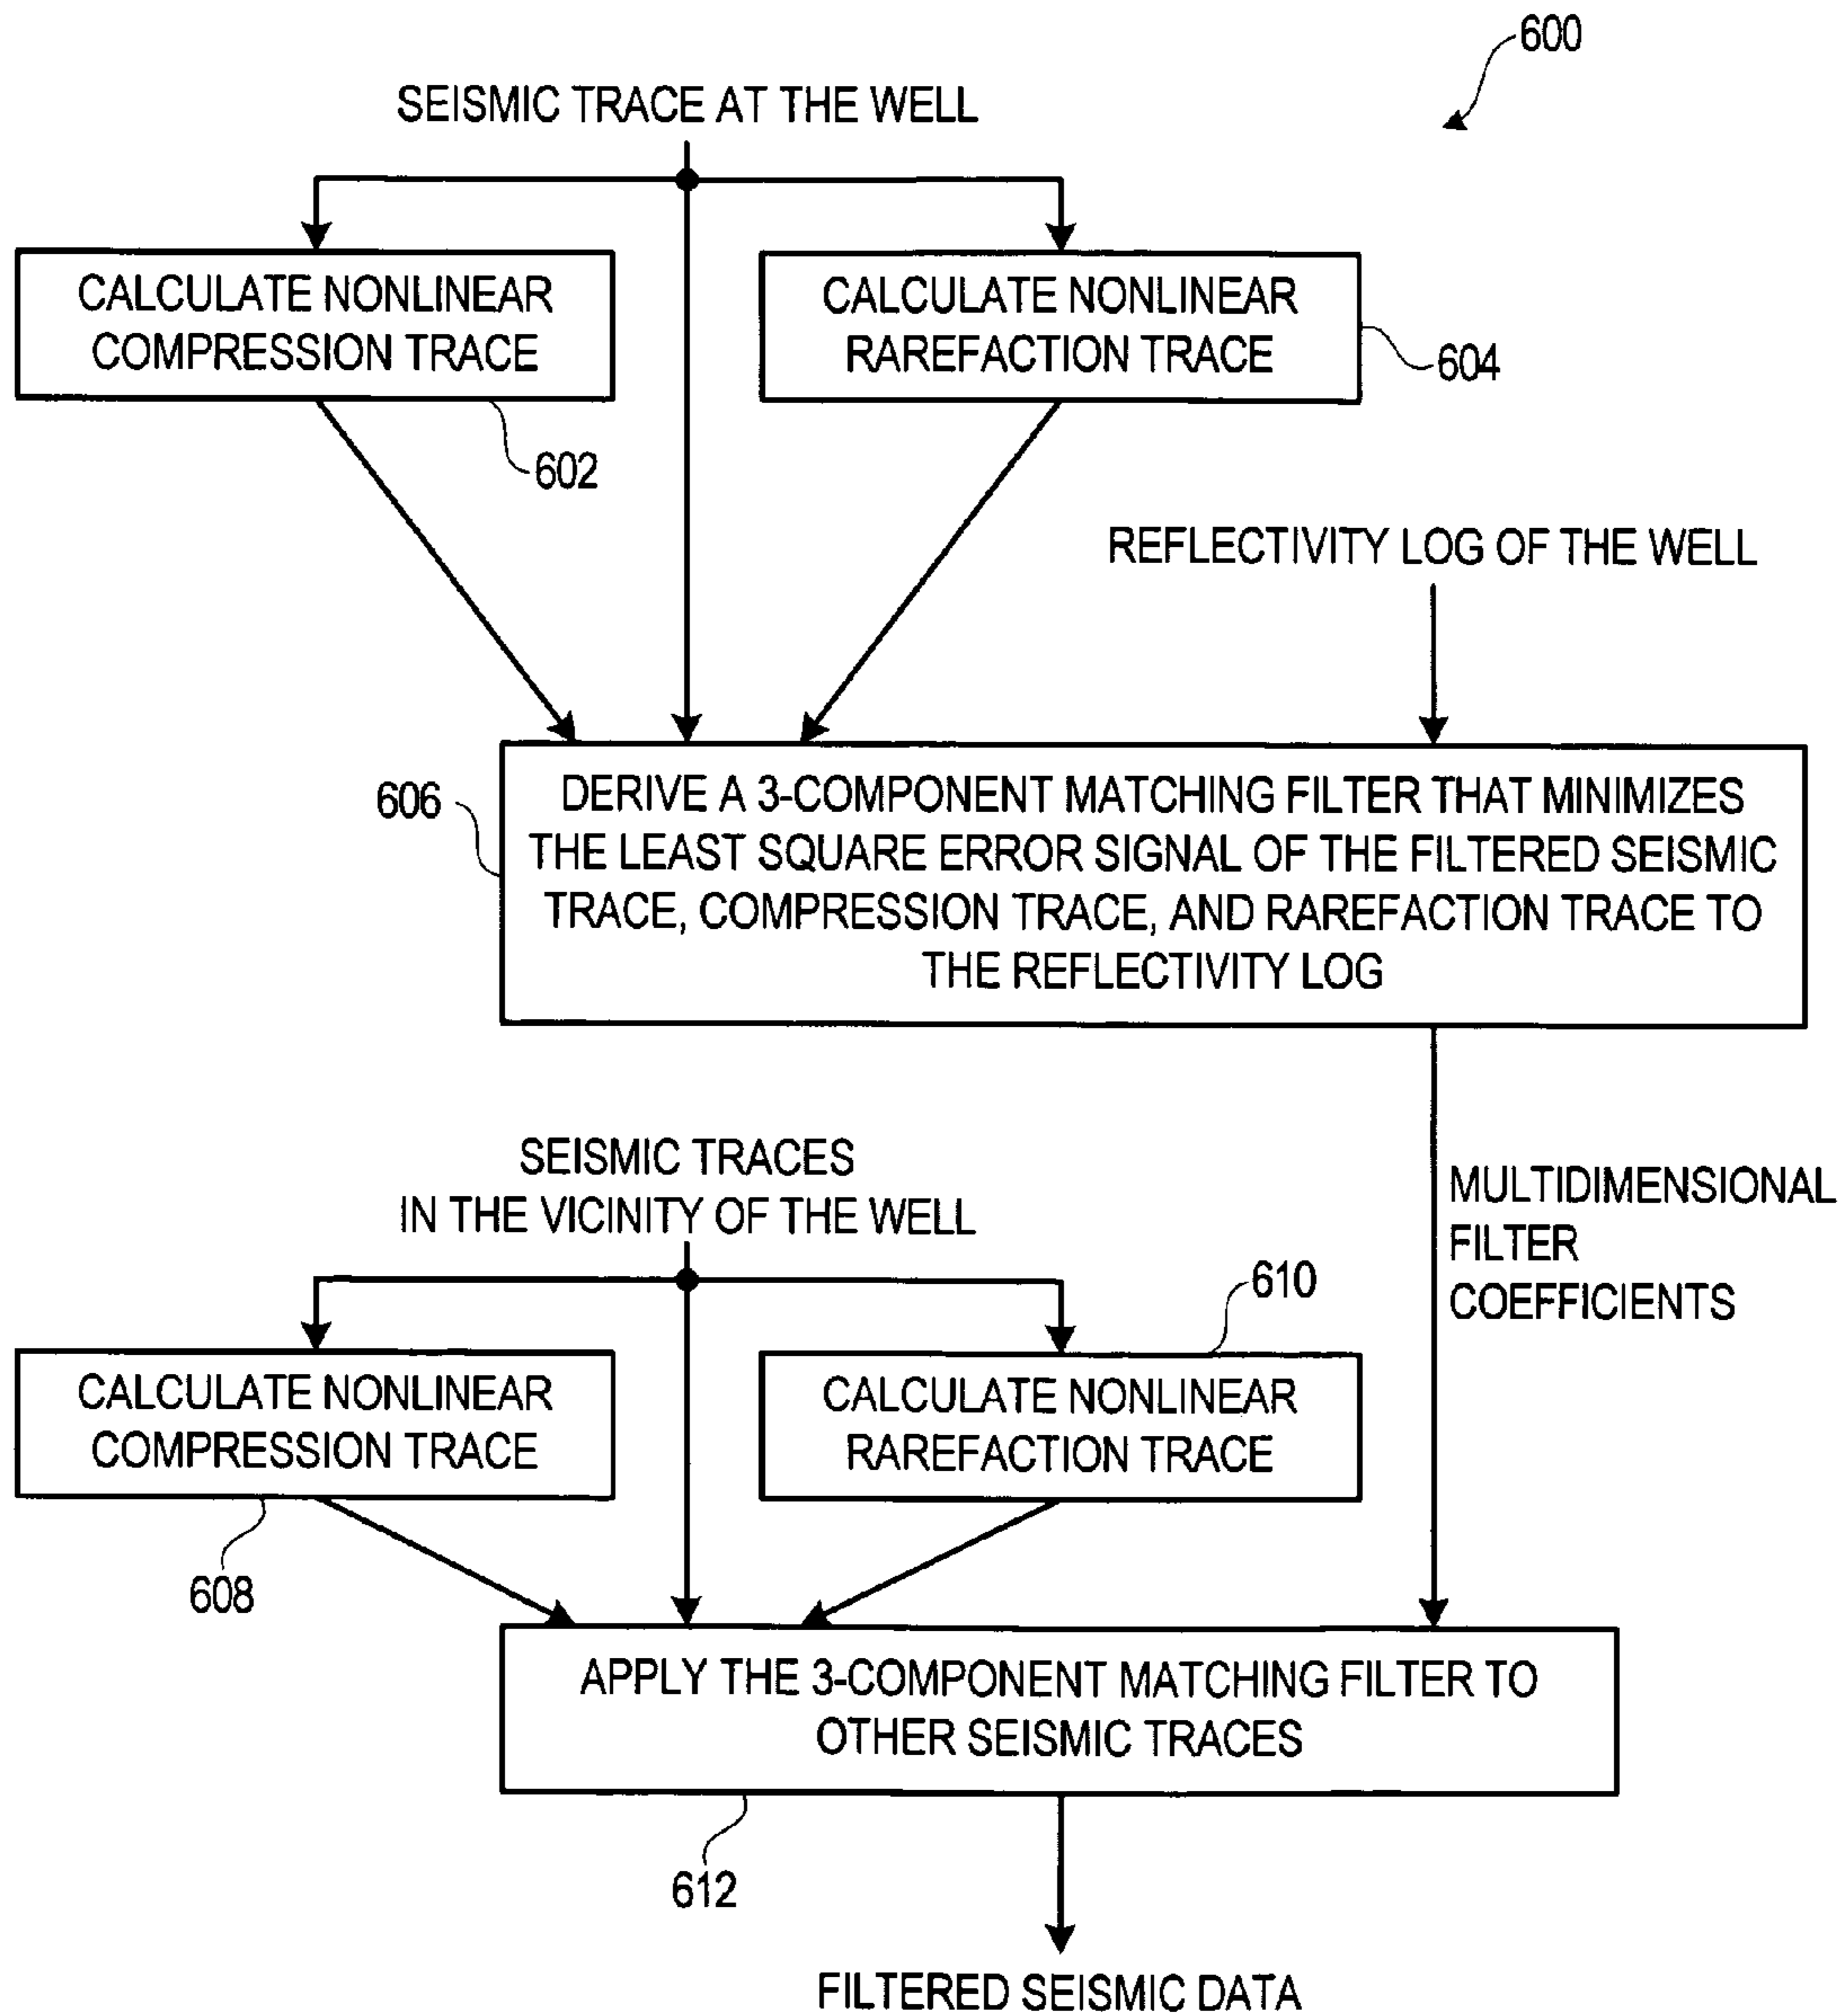 600
SEISMIC TRACE AT THE WELL
CALCULATE NONLINEAR
COMPRESSION TRACE
602
CALCULATE NONLINEAR
RAREFACTION TRACE
604
REFLECTIVITY LOG OF THE WELL
606
DERIVE A 3-COMPONENT MATCHING FILTER THAT MINIMIZES
THE LEAST SQUARE ERROR SIGNAL OF THE FILTERED SEISMIC
TRACE, COMPRESSION TRACE, AND RAREFACTION TRACE TO
THE REFLECTIVITY LOG
SEISMIC TRACES
IN THE VICINITY OF THE WELL
MULTIDIMENSIONAL
FILTER
COEFFICIENTS
610
CALCULATE NONLINEAR
COMPRESSION TRACE
608
CALCULATE NONLINEAR
RAREFACTION TRACE
APPLY THE 3-COMPONENT MATCHING FILTER TO
OTHER SEISMIC TRACES
612
FILTERED SEISMIC DATA